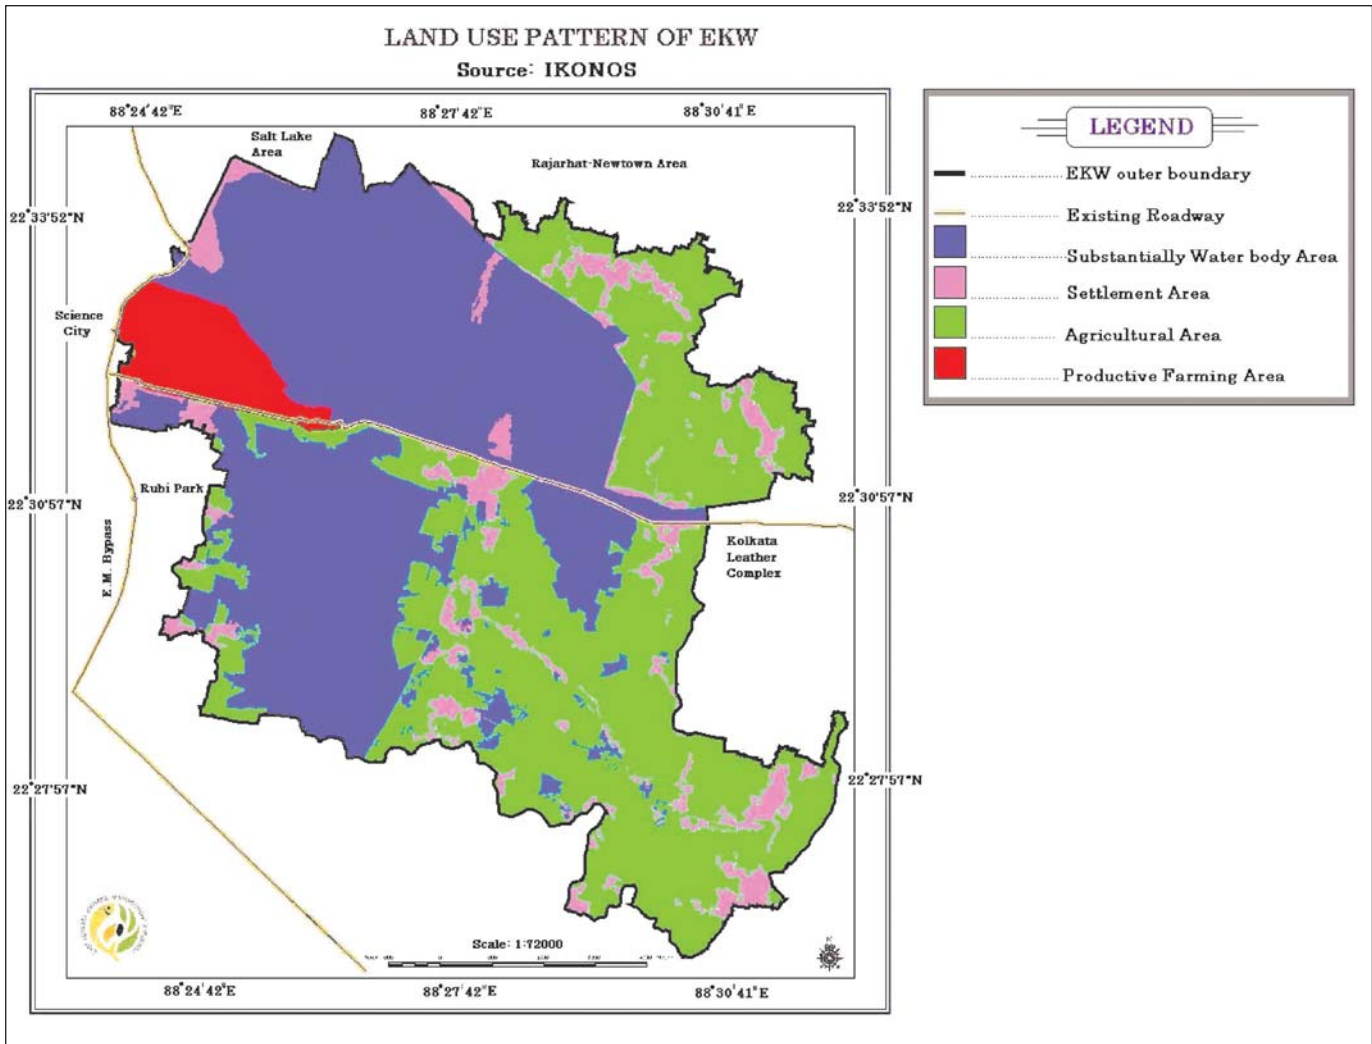 LAND USE PATTERN OF EKW
Source: IKONOS
88°24'42"E 88°27'42"E 88°30'41"E
Salt Lake
Area
Rajarhat-Newtown Area
22°33'52"N 22°33'52"N
Science
City
Rubi Park
22°30'57"N 22°30'57"N
E.M. Bypass
Kolkata
Leather
Complex
22°27'57"N 22°27'57"N
Scale: 1:72000
88°24'42"E 88°27'42"E 88°30'41"E
LEGEND
EKW outer boundary
Existing Roadway
Substantially Water body Area
Settlement Area
Agricultural Area
Productive Farming Area